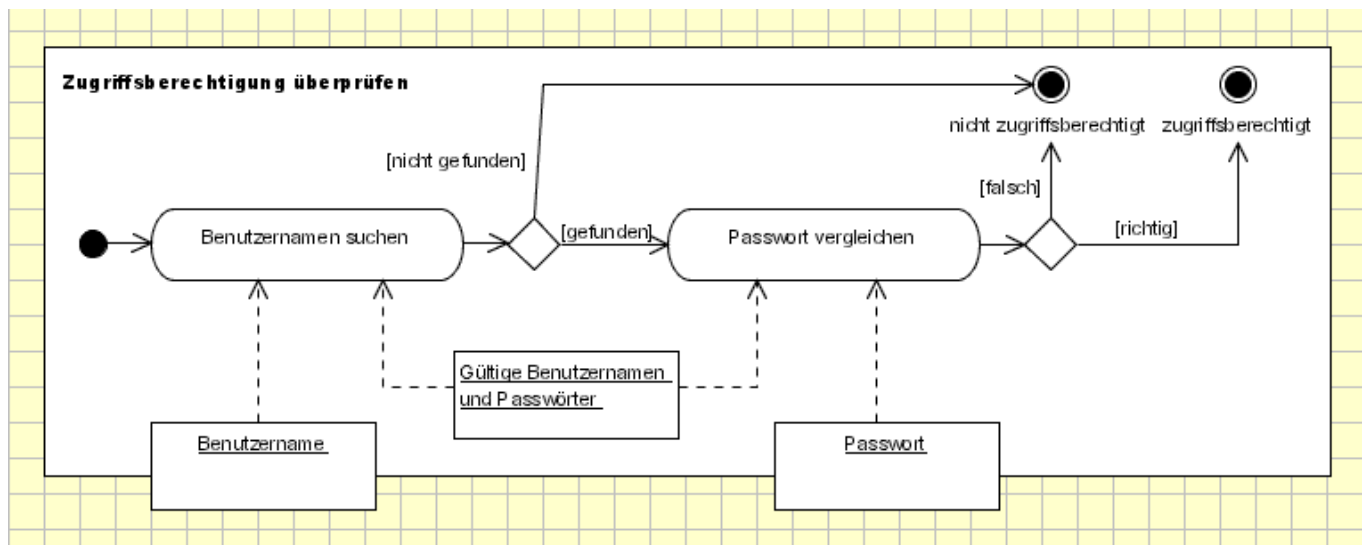 Zugriffsberechtigung überprüfen
nicht zugriffsberechtigt
zugriffsberechtigt
[nicht gefunden]
[falsch]
[gefunden]
[richtig]
Benutzernamen suchen
Passwort vergleichen
Gültige Benutzernamen
und Passwörter
Benutzername
Passwort